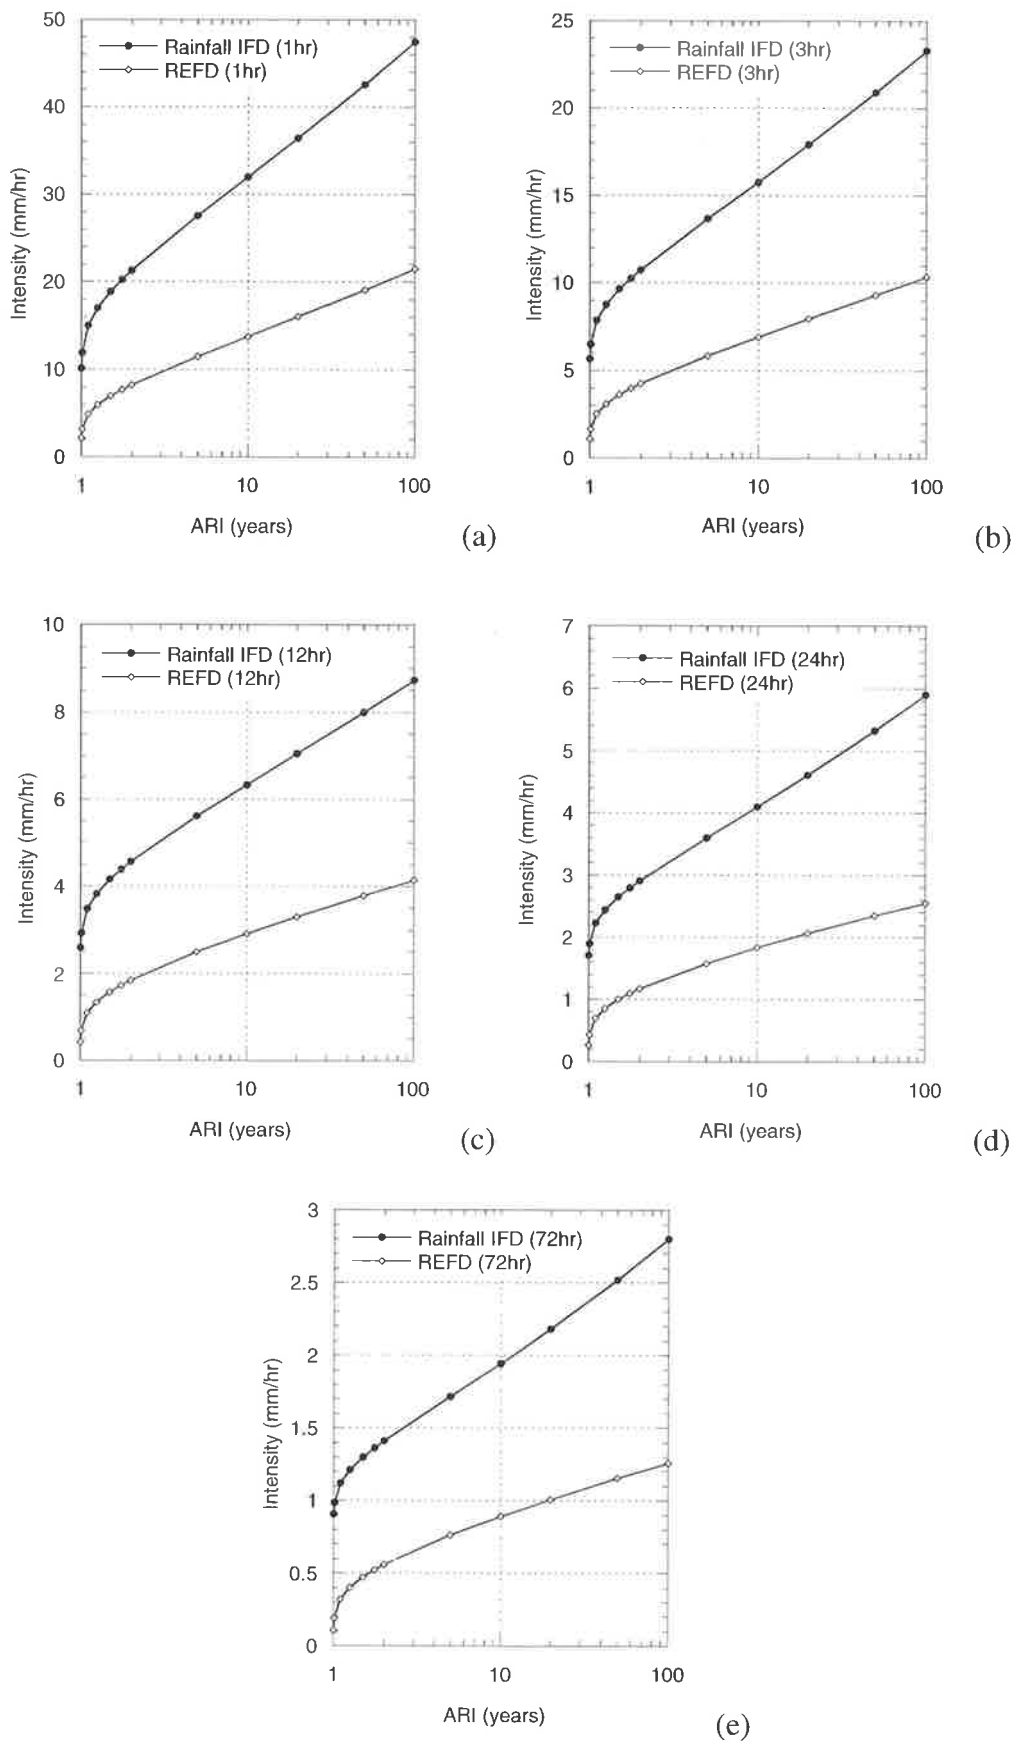 50
40
30
20
10
0
Intensity (mm/hr)
Rainfall IFD (1hr)
REFD (1hr)
1 10 100
ARI (years)
(a)
25
20
15
10
5
0
Intensity (mm/hr)
Rainfall IFD (3hr)
REFD (3hr)
1 10 100
ARI (years)
(b)
10
8
6
4
2
0
Intensity (mm/hr)
Rainfall IFD (12hr)
REFD (12hr)
1 10 100
ARI (years)
(c)
7
6
5
4
3
2
1
0
Intensity (mm/hr)
Rainfall IFD (24hr)
REFD (24hr)
1 10 100
ARI (years)
(d)
3
2.5
2
1.5
1
0.5
0
Intensity (mm/hr)
Rainfall IFD (72hr)
REFD (72hr)
1 10 100
ARI (years)
(e)